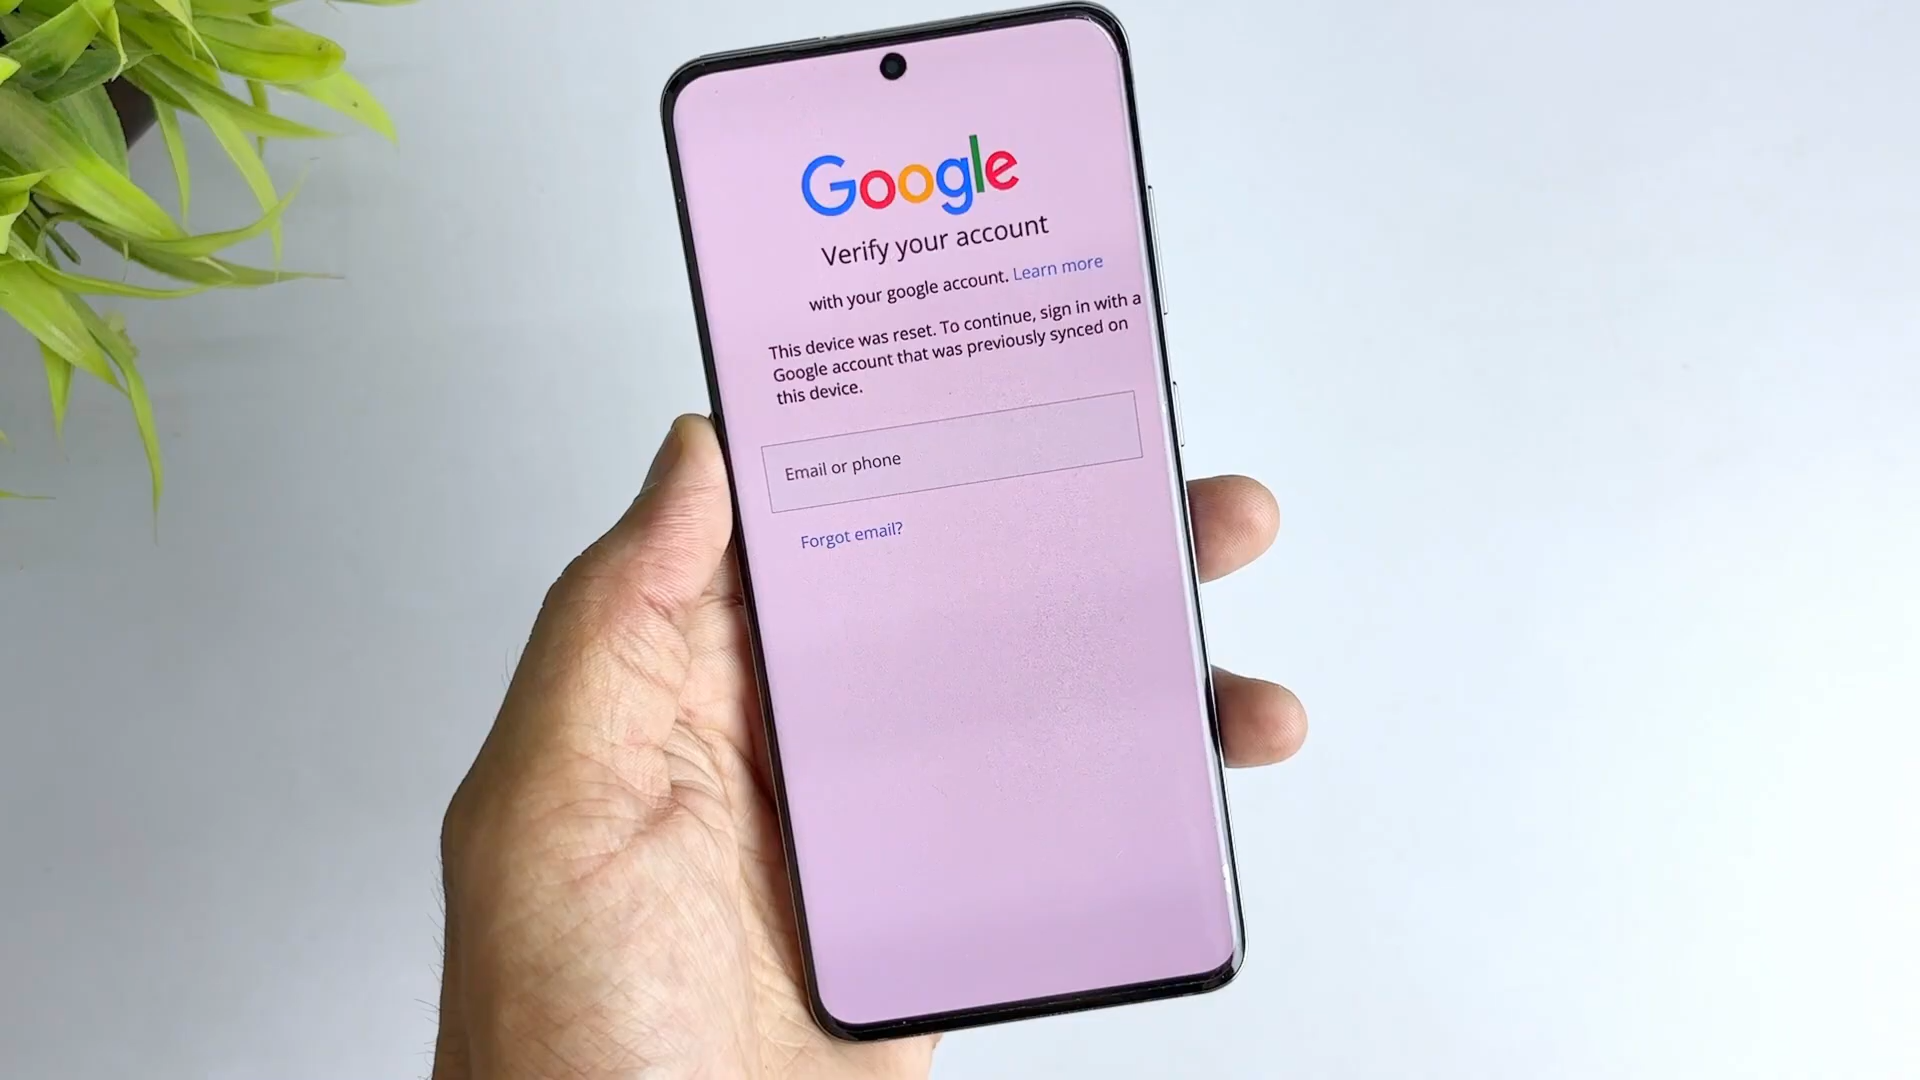 Google
Verify your account
with your google account. Learn more
This device was reset. To continue, sign in with a
Google account that was previously synced on
this device.
Email or phone
Forgot email?